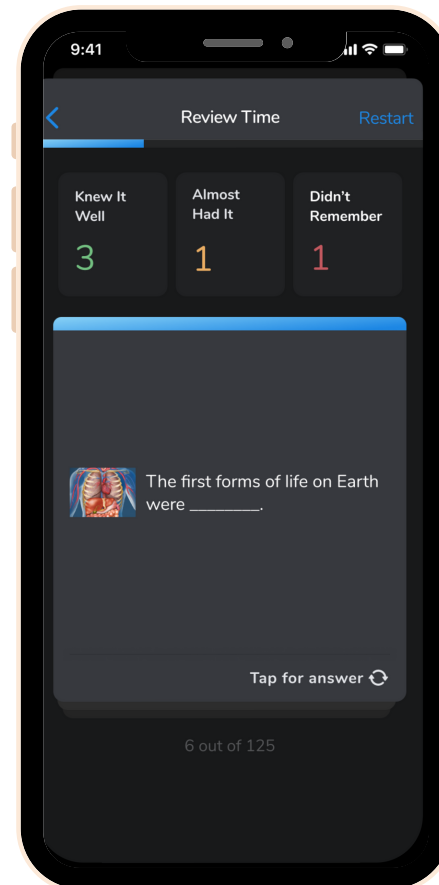 9:41
Review Time
Restart
Knew It
Well
3
Almost
Had It
1
Didn't
Remember
1
The first forms of life on Earth
were ________.
Tap for answer
6 out of 125